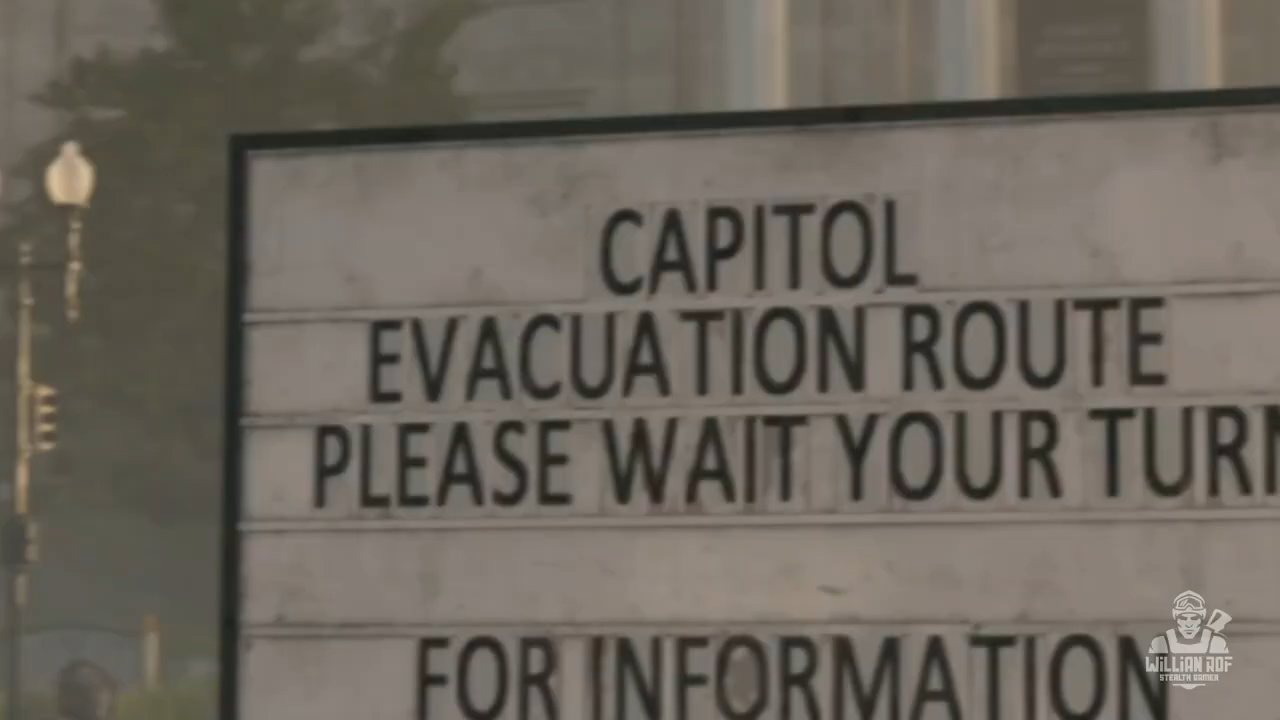 CAPITOL
EVACUATION ROUTE
PLEASE WAIT YOUR TURN
FOR INFORMATION
WILLIAN ROF
STEALTH GAMER